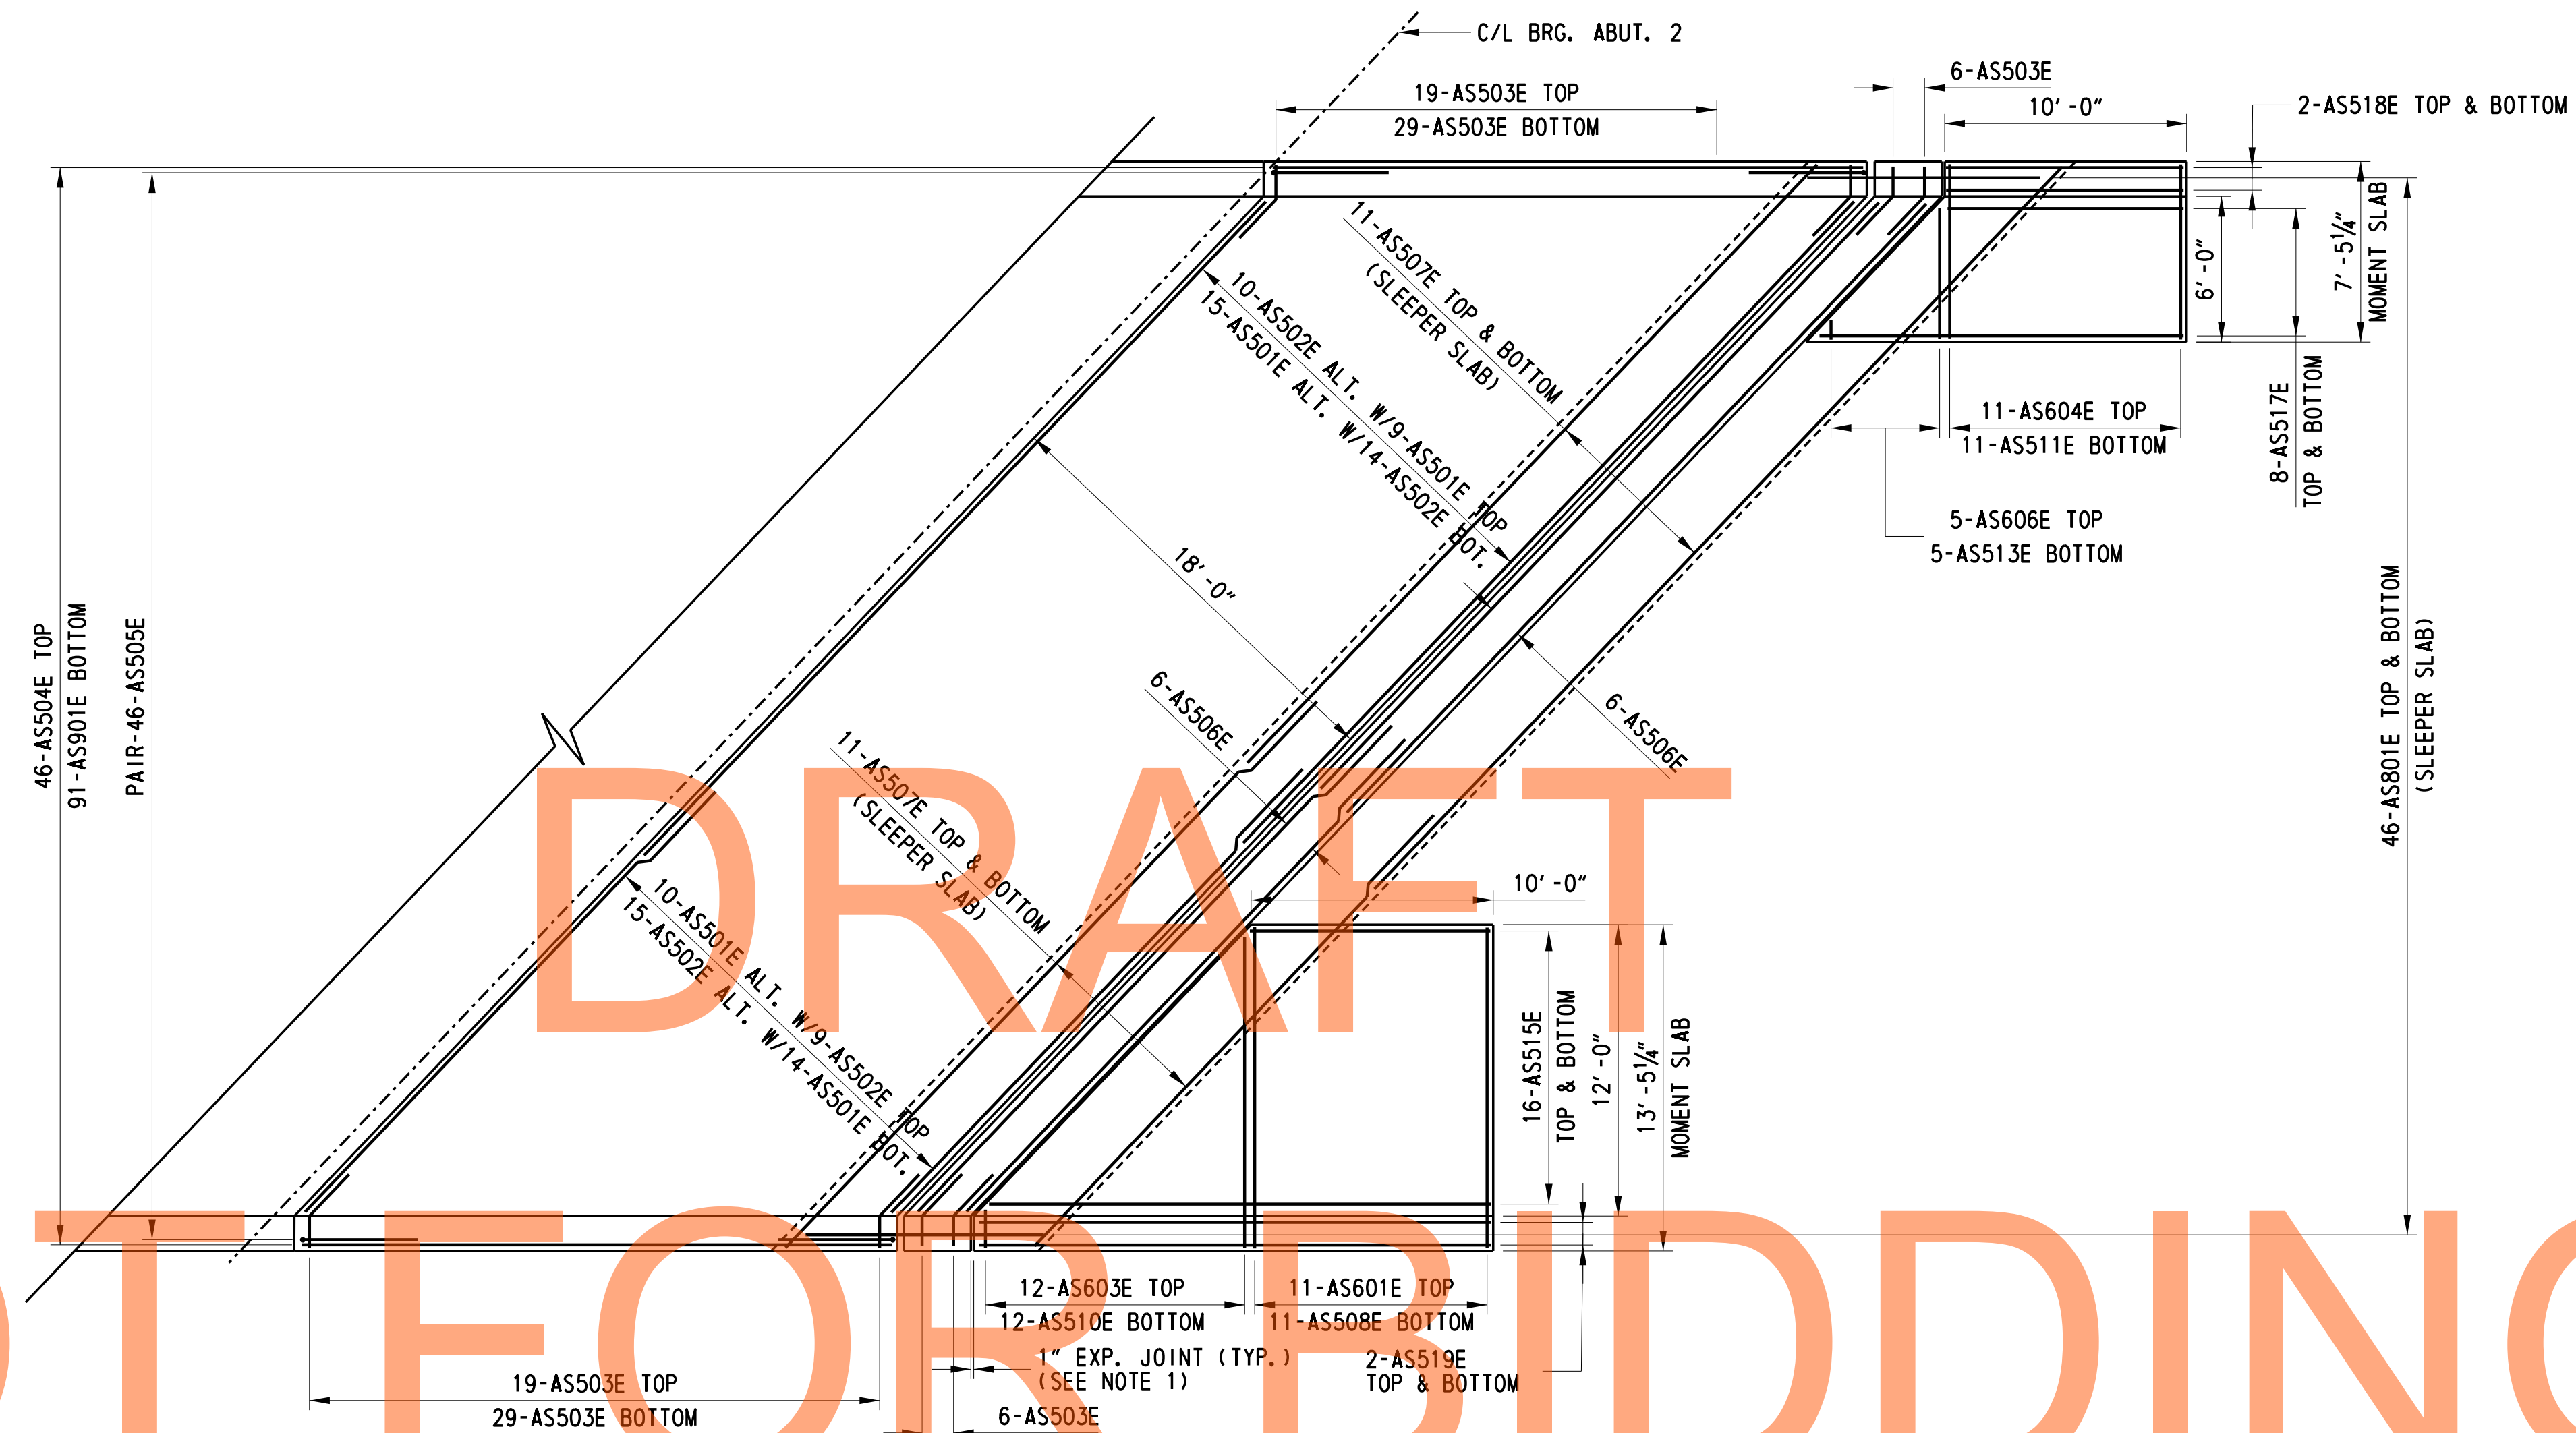 C/L BRG. ABUT. 2
6-AS503E
19-AS503E TOP
29-AS503E BOTTOM
10'-0"
2-AS518E TOP & BOTTOM
11-AS507E TOP & BOTTOM
(SLEEPER SLAB)
10-AS502E ALT. W/9-AS501E TOP
15-AS501E ALT. W/14-AS502E BOT.
6'-0"
7'-5¼"
MOMENT SLAB
8-AS517E
TOP & BOTTOM
11-AS604E TOP
11-AS511E BOTTOM
5-AS606E TOP
5-AS513E BOTTOM
18'-0"
46-AS504E TOP
91-AS901E BOTTOM
PAIR-46-AS505E
46-AS801E TOP & BOTTOM
(SLEEPER SLAB)
6-AS506E
6-AS506E
11-AS507E TOP & BOTTOM
(SLEEPER SLAB)
10-AS501E ALT. W/9-AS502E TOP
15-AS502E ALT. W/14-AS501E BOT.
10'-0"
16-AS515E
TOP & BOTTOM
12'-0"
13'-5¼"
MOMENT SLAB
12-AS603E TOP
12-AS510E BOTTOM
11-AS601E TOP
11-AS508E BOTTOM
1" EXP. JOINT (TYP.)
(SEE NOTE 1)
2-AS519E
TOP & BOTTOM
19-AS503E TOP
29-AS503E BOTTOM
6-AS503E
DRAFT
OT FOR BIDDING